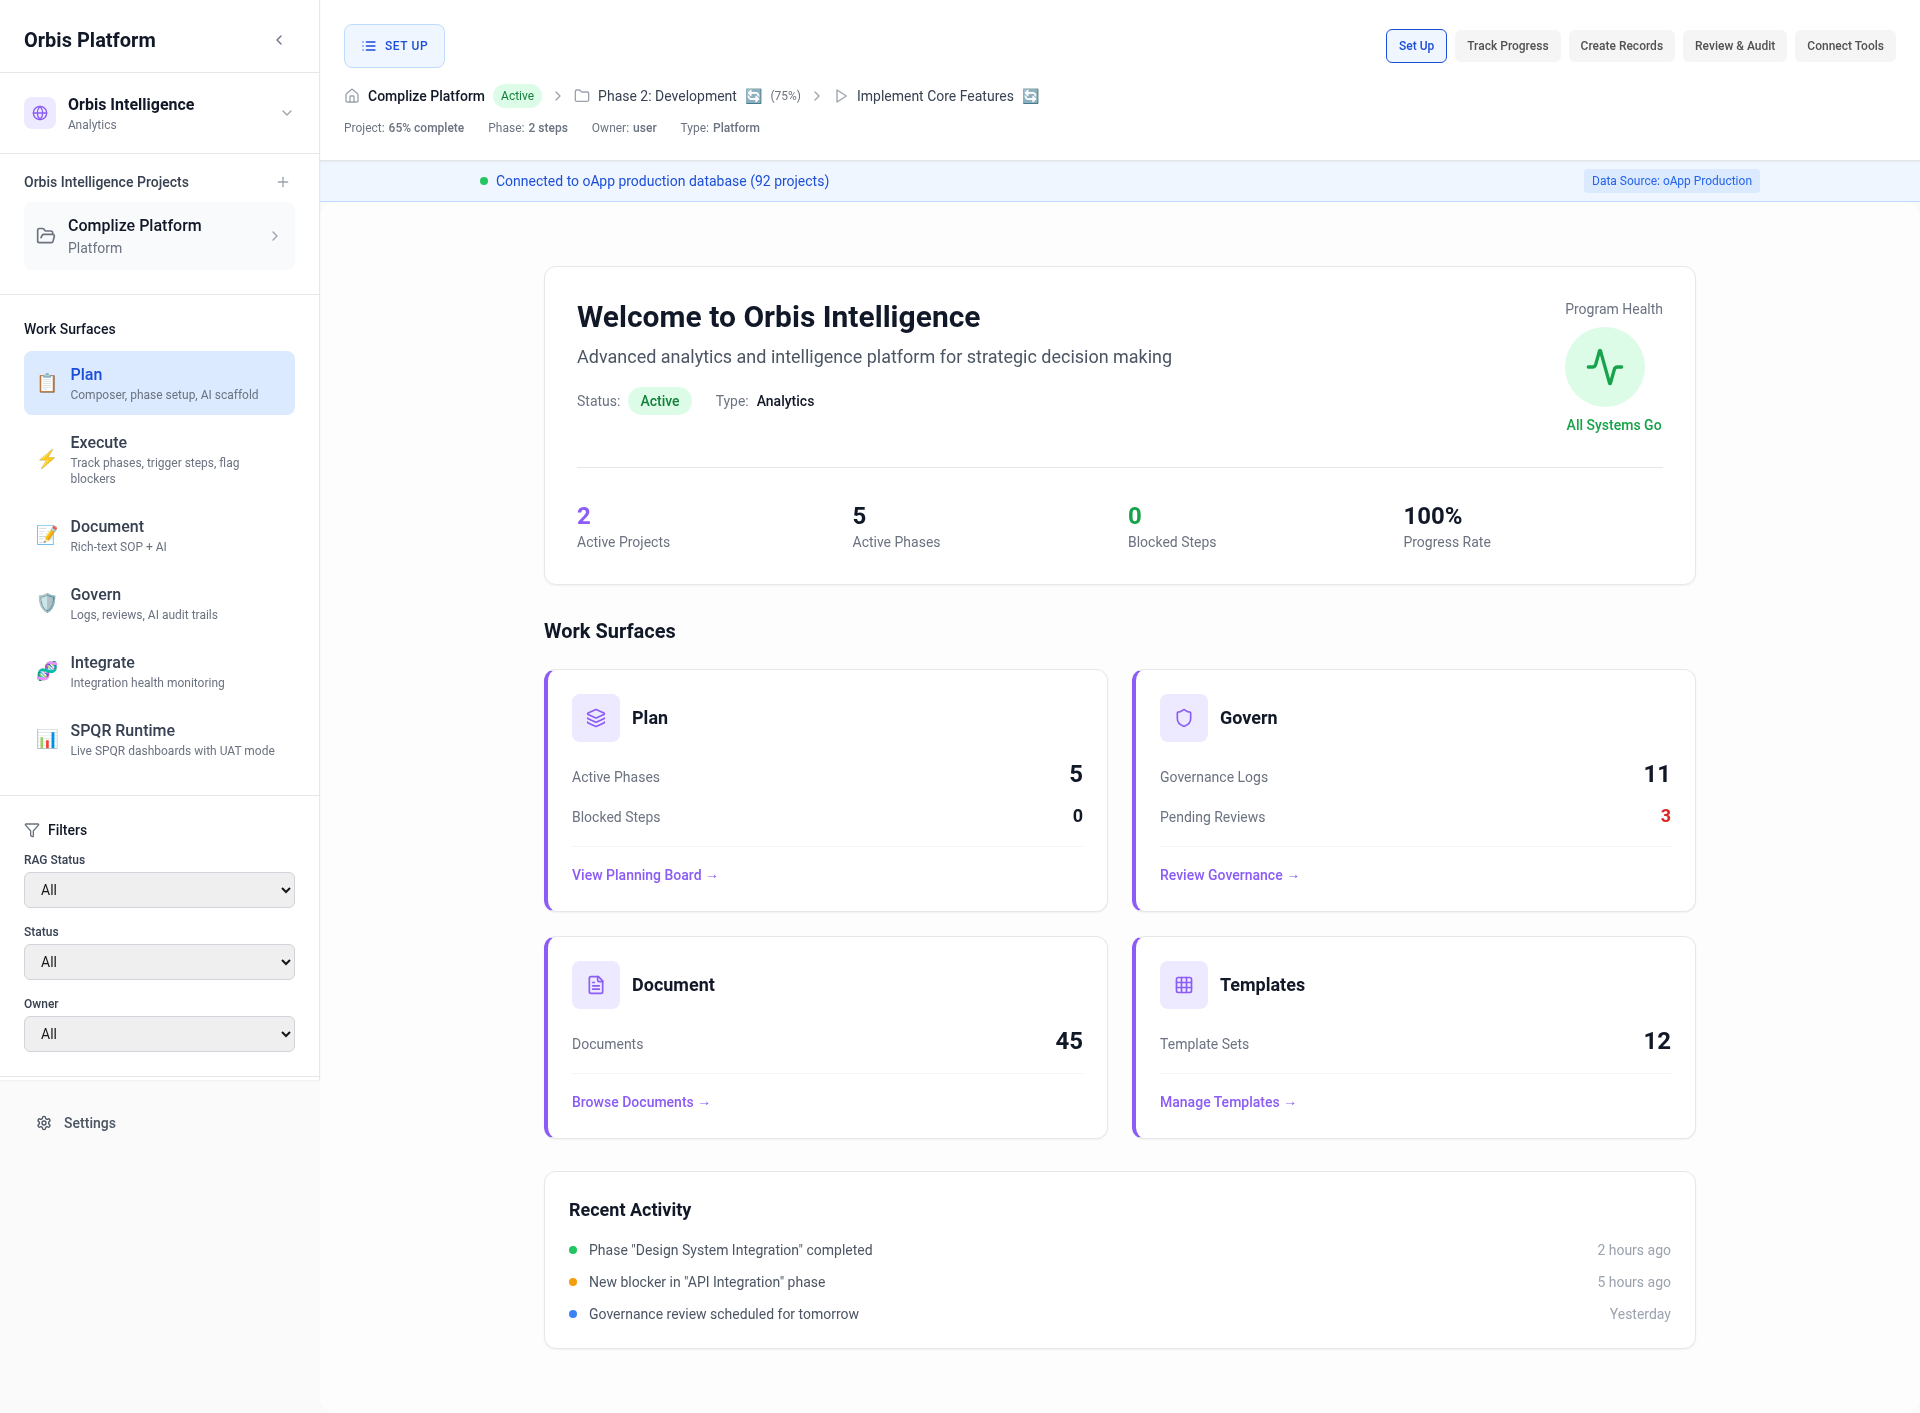 Orbis Platform
Orbis Intelligence
Analytics
Orbis Intelligence Projects
Complize Platform
Platform
Work Surfaces
Plan
Composer, phase setup, AI scaffold
Execute
Track phases, trigger steps, flag
blockers
Document
Rich-text SOP + AI
Govern
Logs, reviews, AI audit trails
Integrate
Integration health monitoring
SPQR Runtime
Live SPQR dashboards with UAT mode
Filters
RAG Status
All
Status
All
Owner
All
Settings
SET UP
Set Up Track Progress Create Records Review & Audit Connect Tools
Complize Platform Active Phase 2: Development (75%) Implement Core Features
Project: 65% complete Phase: 2 steps Owner: user Type: Platform
Connected to oApp production database (92 projects) Data Source: oApp Production
Welcome to Orbis Intelligence
Advanced analytics and intelligence platform for strategic decision making
Status: Active Type: Analytics
Program Health
All Systems Go
2 5 0 100%
Active Projects Active Phases Blocked Steps Progress Rate
Work Surfaces
Plan
Active Phases 5
Blocked Steps 0
View Planning Board →
Govern
Governance Logs 11
Pending Reviews 3
Review Governance →
Document
Documents 45
Browse Documents →
Templates
Template Sets 12
Manage Templates →
Recent Activity
Phase "Design System Integration" completed 2 hours ago
New blocker in "API Integration" phase 5 hours ago
Governance review scheduled for tomorrow Yesterday